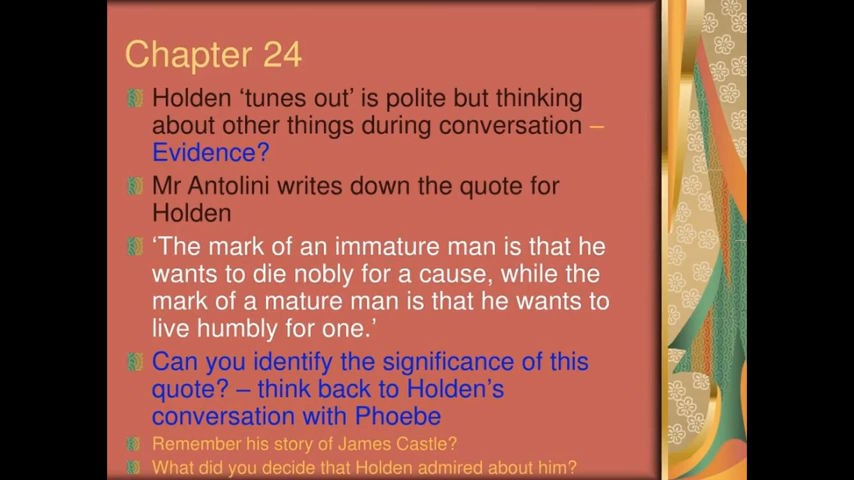 Chapter 24
Holden ‘tunes out’ is polite but thinking
about other things during conversation –
Evidence?
Mr Antolini writes down the quote for
Holden
‘The mark of an immature man is that he
wants to die nobly for a cause, while the
mark of a mature man is that he wants to
live humbly for one.’
Can you identify the significance of this
quote? – think back to Holden’s
conversation with Phoebe
Remember his story of James Castle?
What did you decide that Holden admired about him?